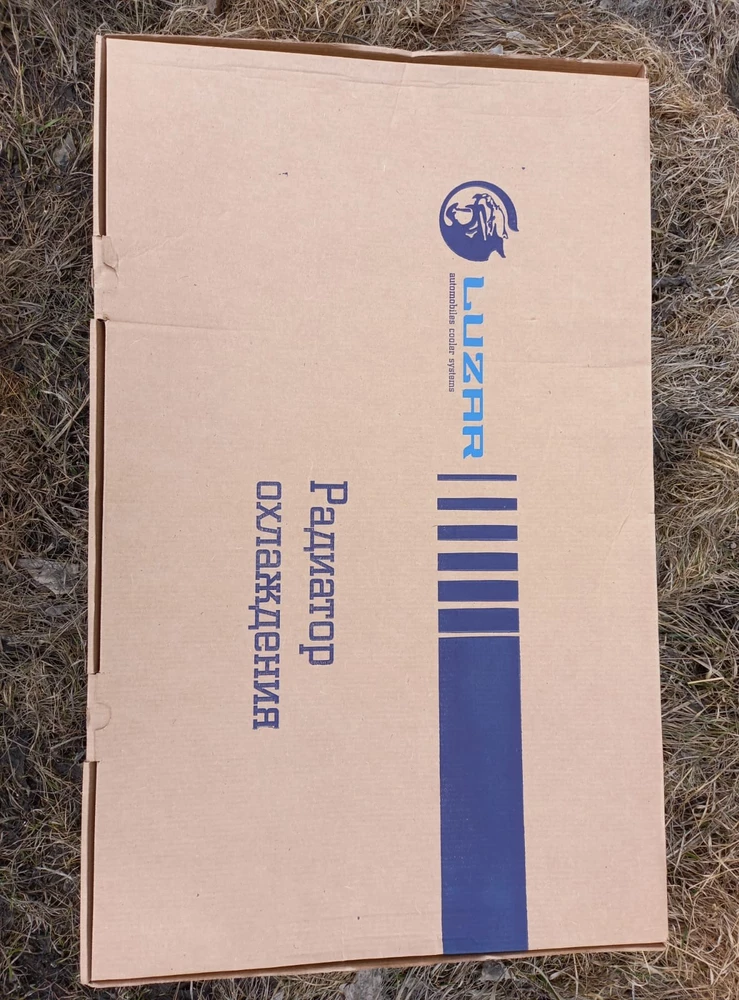 LUZAR
automobiles cooler systems
Радиатор
охлаждения